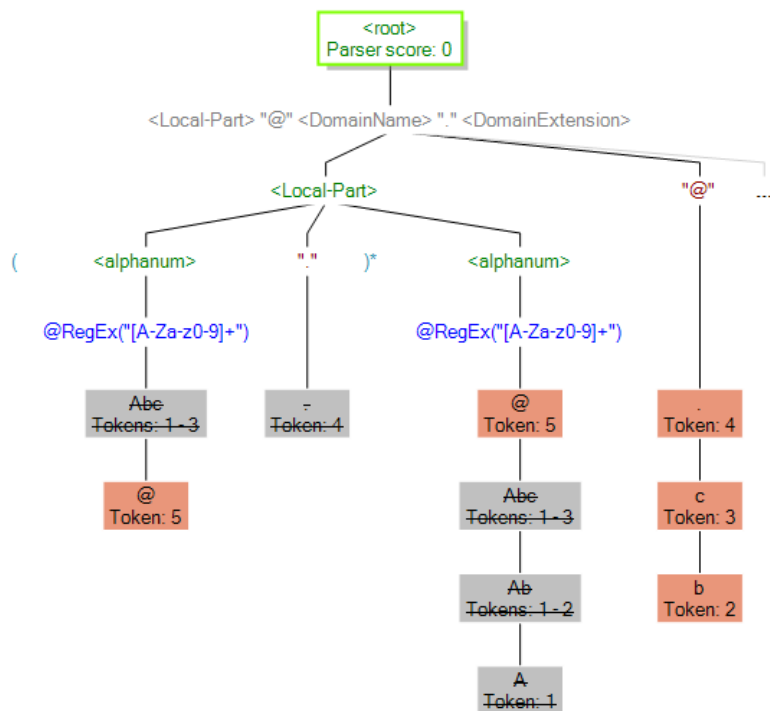 <root>
Parser score: 0
<Local-Part> "@" <DomainName> "." <DomainExtension>
<Local-Part>
"@"
...
( <alphanum> "." )* <alphanum>
@RegEx("[A-Za-z0-9]+")
@RegEx("[A-Za-z0-9]+")
Abc
Tokens: 1 - 3
.
Token: 4
@
Token: 5
.
Token: 4
@
Token: 5
Abc
Tokens: 1 - 3
c
Token: 3
Ab
Tokens: 1 - 2
b
Token: 2
A
Token: 1